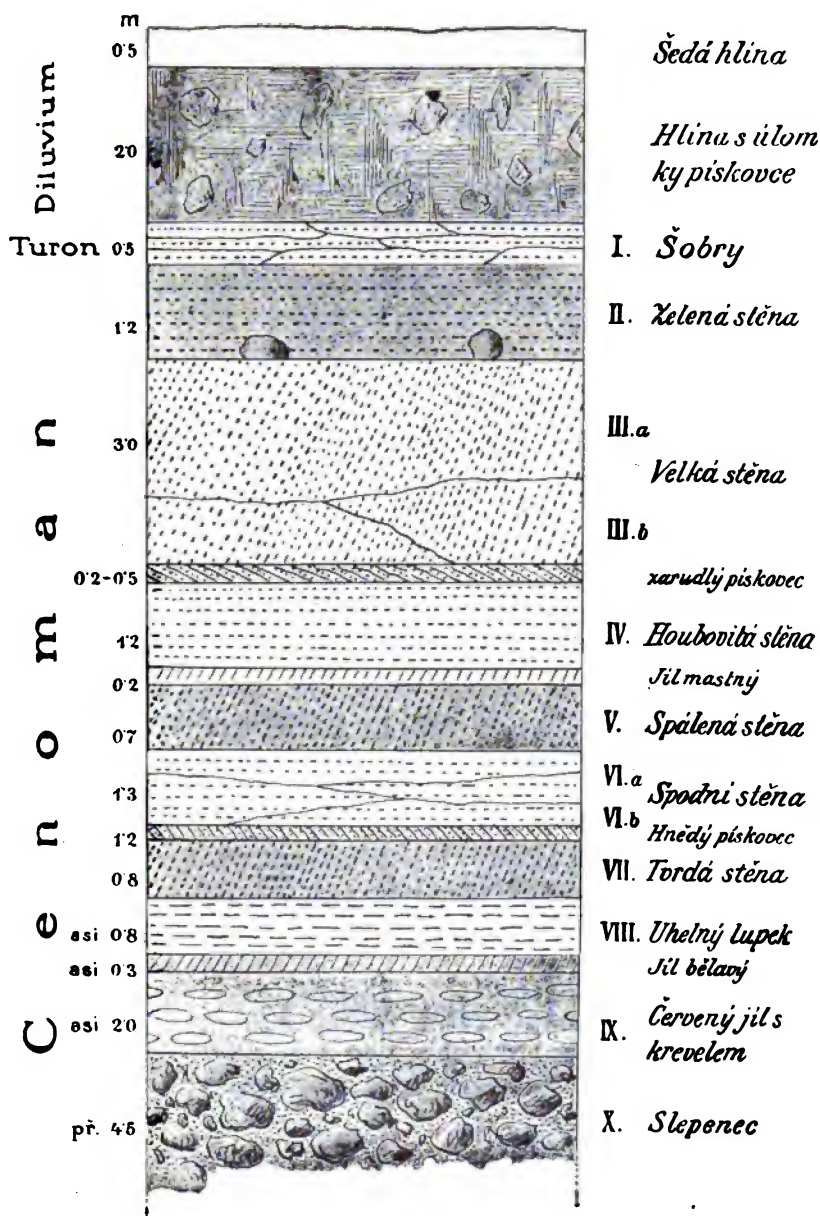 m
0·5 Šedá hlina
Diluvium
2·0 Hlina s úlom
ky pískovce
Turon 0·5 I. Šobry
1·2 II. Zelená stěna
Cenoman
3·0 III.a
Velká stěna
III.b
0·2-0·5 zarudlý pískovec
1·2 IV. Houbovitá stěna
0·2 Jíl mastný
0·7 V. Spálená stěna
VI.a
1·3 Spodni stěna
VI.b
1·2 Hnědý pískovec
0·8 VII. Tvrdá stěna
asi 0·8 VIII. Uhelný lupek
asi 0·3 Jíl bělavý
asi 2·0 IX. Červený jíl s
krevelem
př. 4·5 X. Slepenec